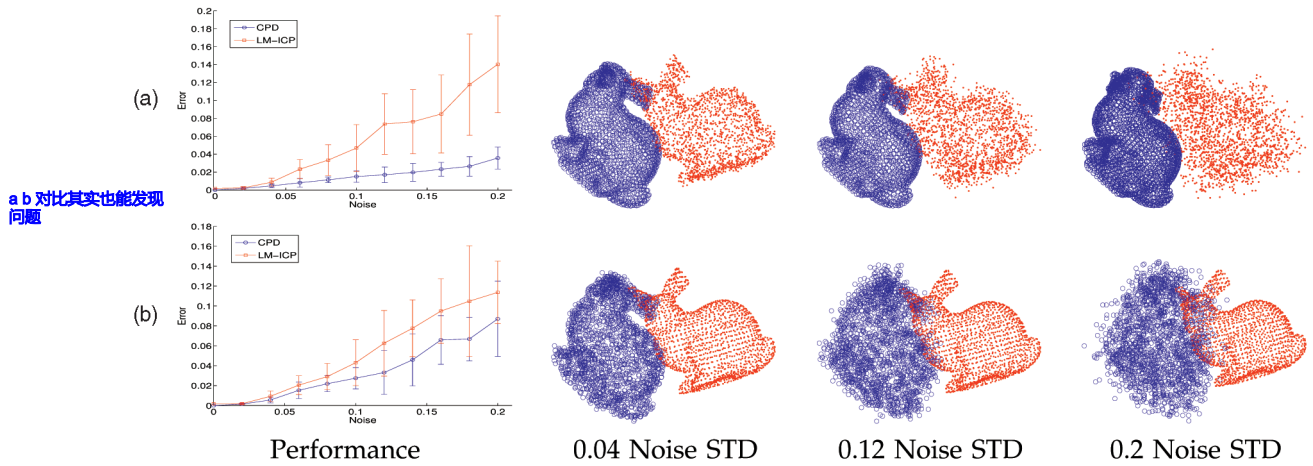 0.2
0.18
0.16
0.14
0.12
0.1
0.08
0.06
0.04
0.02
0
Error
CPD
LM-ICP
0 0.05 0.1 0.15 0.2
Noise
(a)
a b 对比其实也能发现
问题
0.18
0.16
0.14
0.12
0.1
0.08
0.06
0.04
0.02
0
Error
CPD
LM-ICP
0 0.05 0.1 0.15 0.2
Noise
(b)
Performance 0.04 Noise STD 0.12 Noise STD 0.2 Noise STD